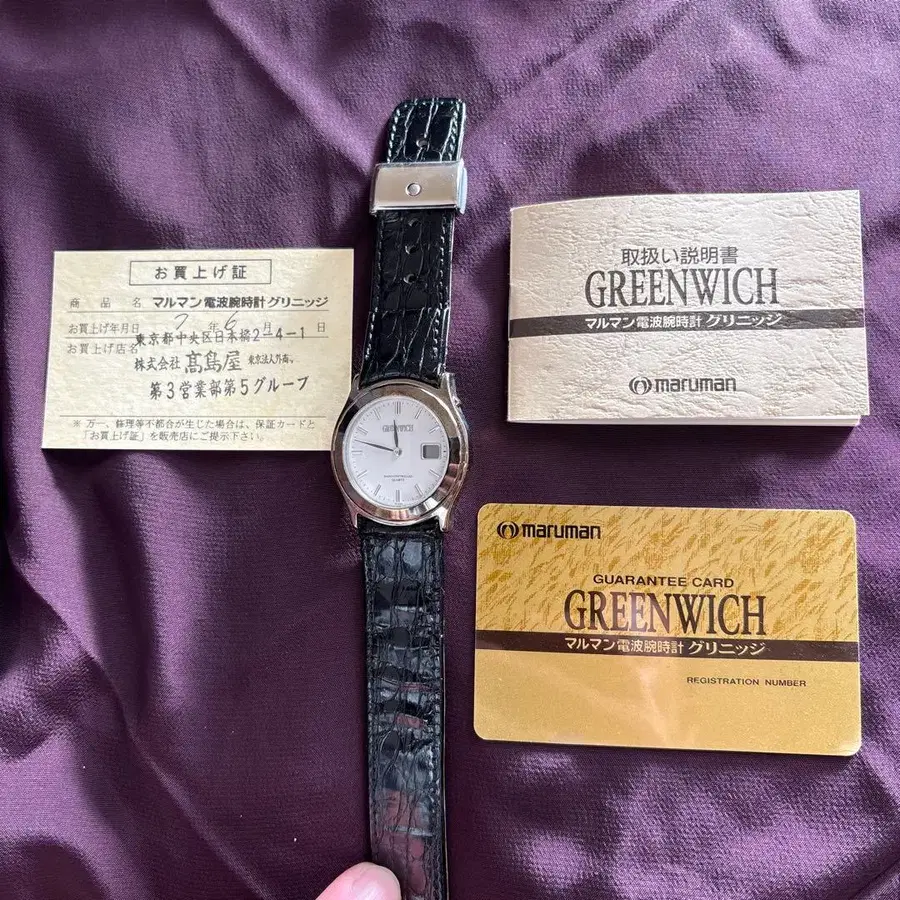 お買上げ証
商品名 マルマン電波腕時計グリニッジ
お買上げ年月日 7年6月1日
東京都中央区日本橋2-4-1
お買上げ店名
株式会社髙島屋 東京法人外商
第3営業部第5グループ
※ 万一、修理等不都合が生じた場合は、保証カードと
「お買上げ証」を販売店にご提示下さい。
GREENWICH
取扱い説明書
GREENWICH
マルマン電波腕時計 グリニッジ
maruman
maruman
GUARANTEE CARD
GREENWICH
マルマン電波腕時計 グリニッジ
REGISTRATION NUMBER